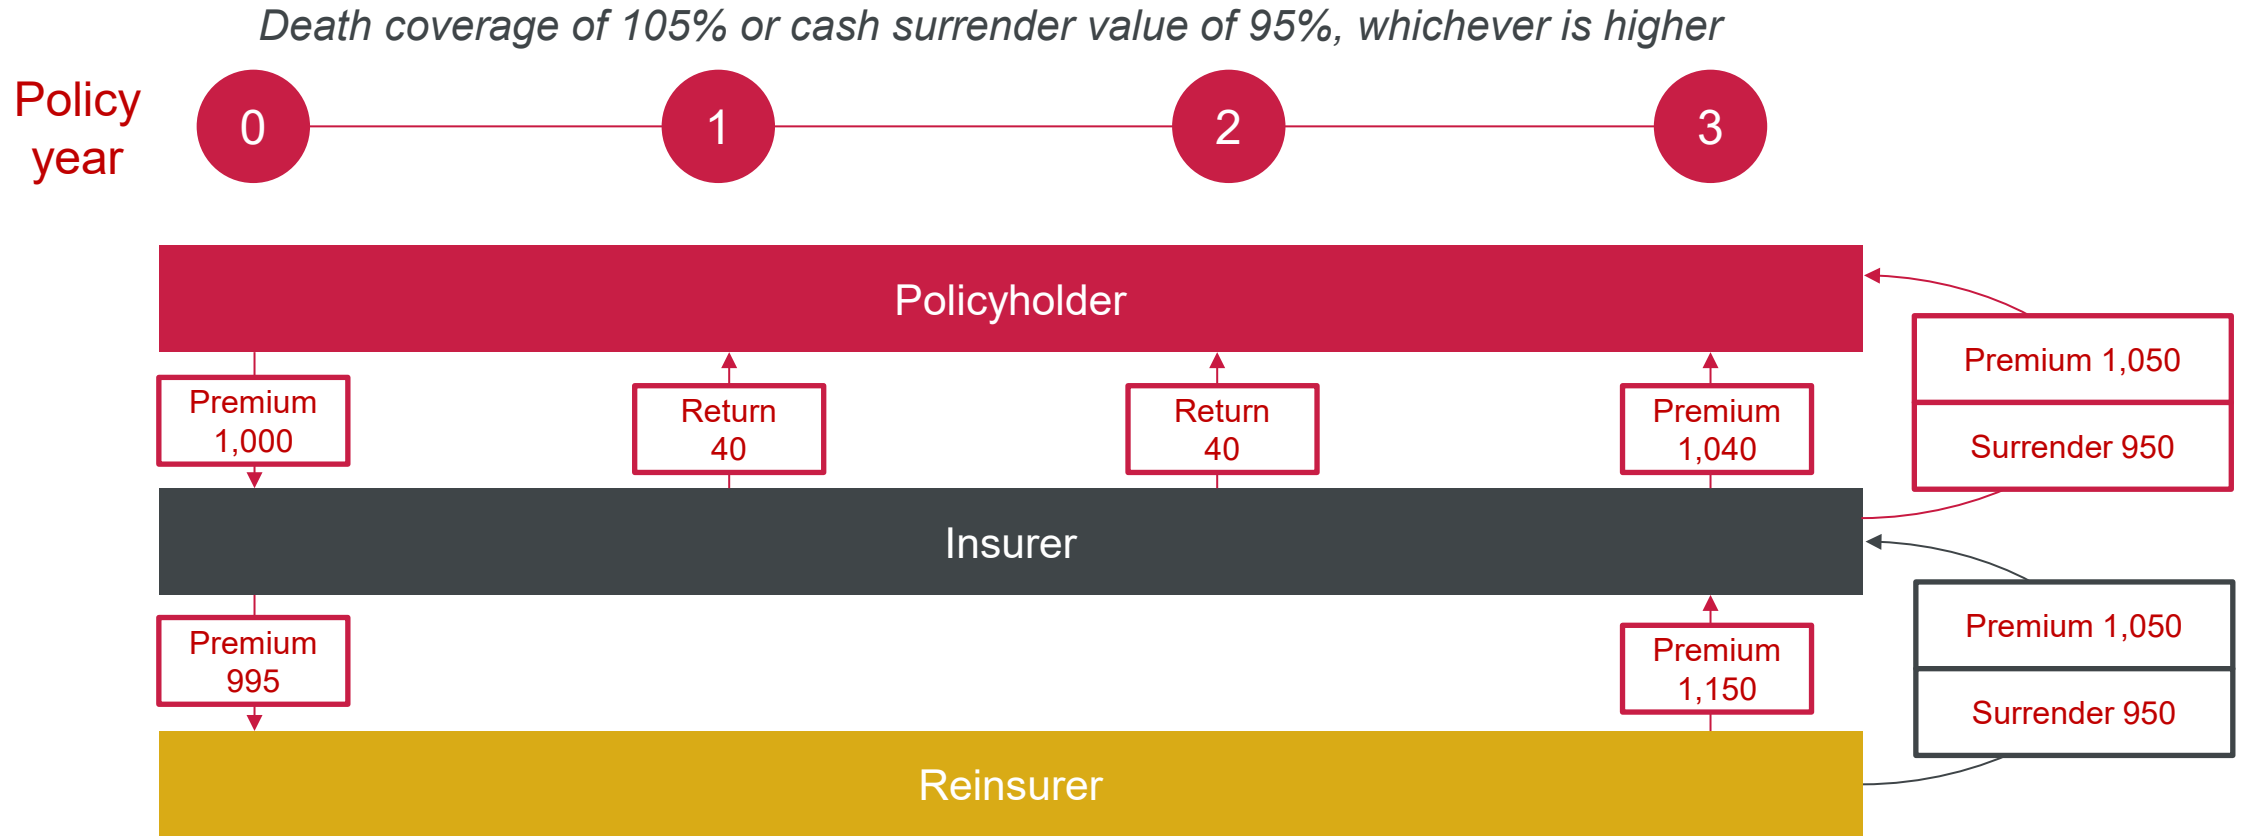 Death coverage of 105% or cash surrender value of 95%, whichever is higher
Policy
year
0
1
2
3
Policyholder
Premium
1,000
Return
40
Return
40
Premium
1,040
Premium 1,050
Surrender 950
Insurer
Premium
995
Premium
1,150
Premium 1,050
Surrender 950
Reinsurer